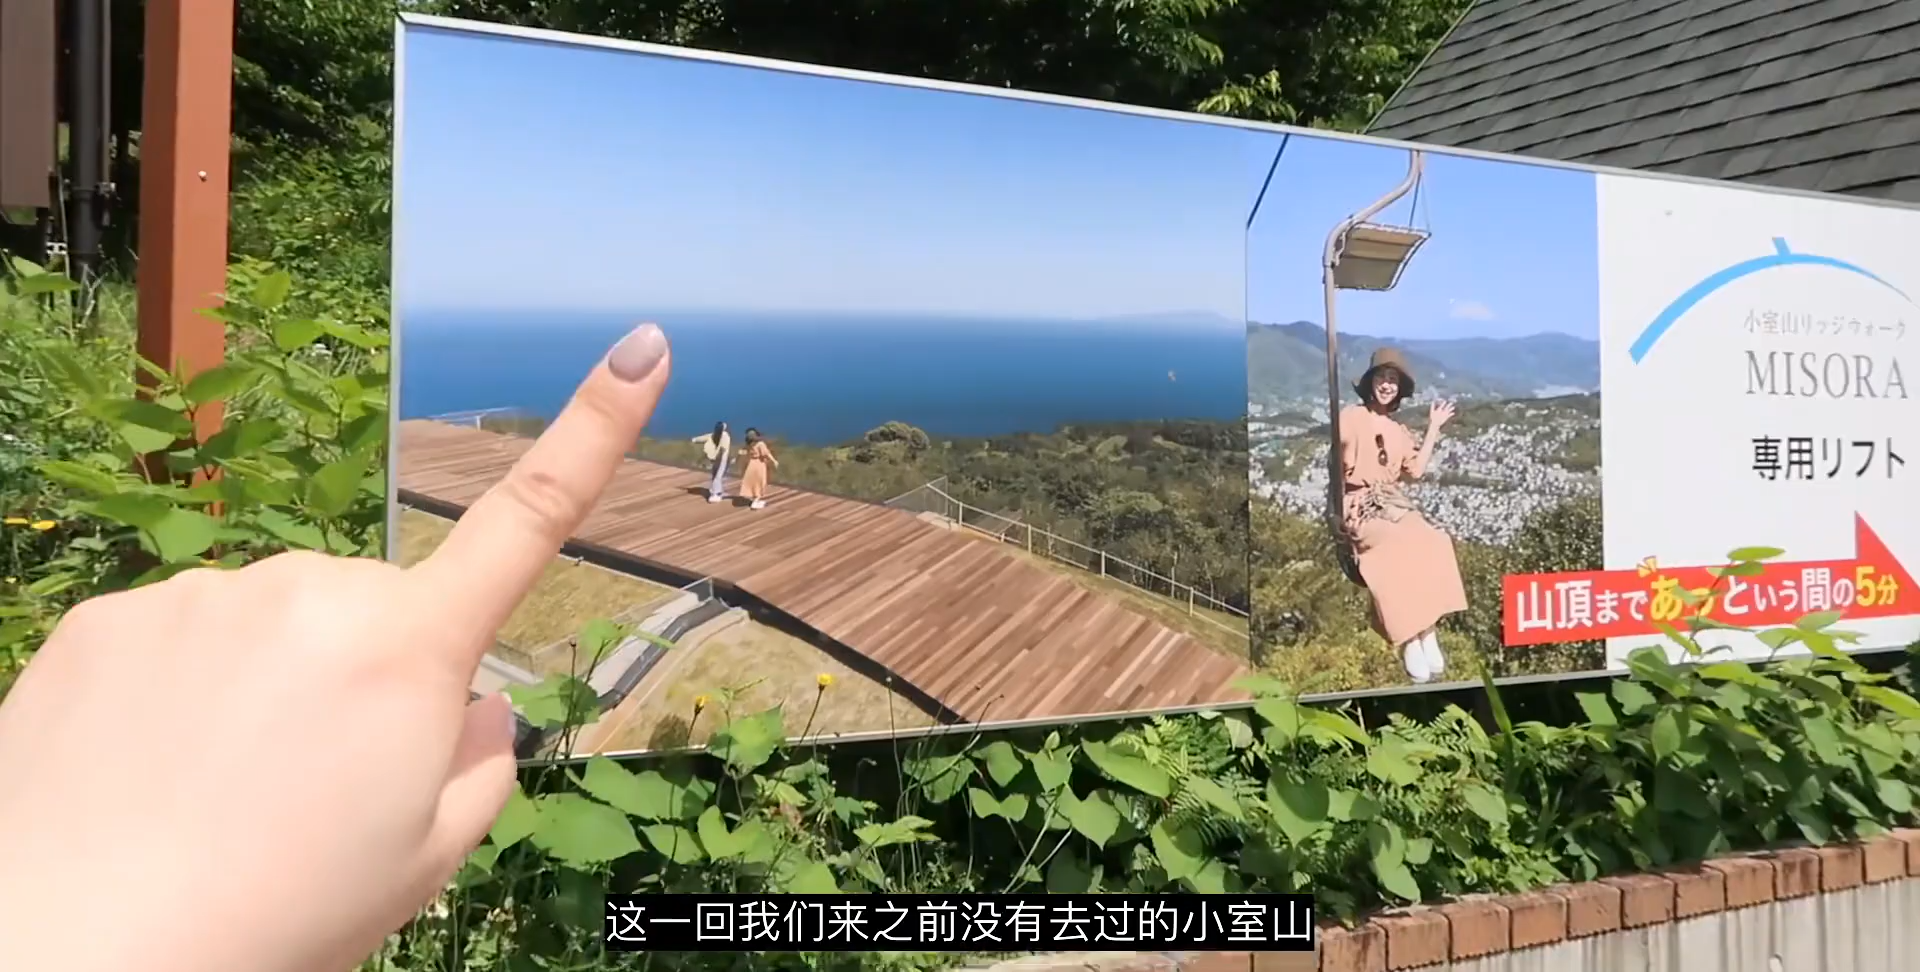 小室山リッジウォーク
MISORA
専用リフト
山頂まであっという間の5分
这一回我们来之前没有去过的小室山